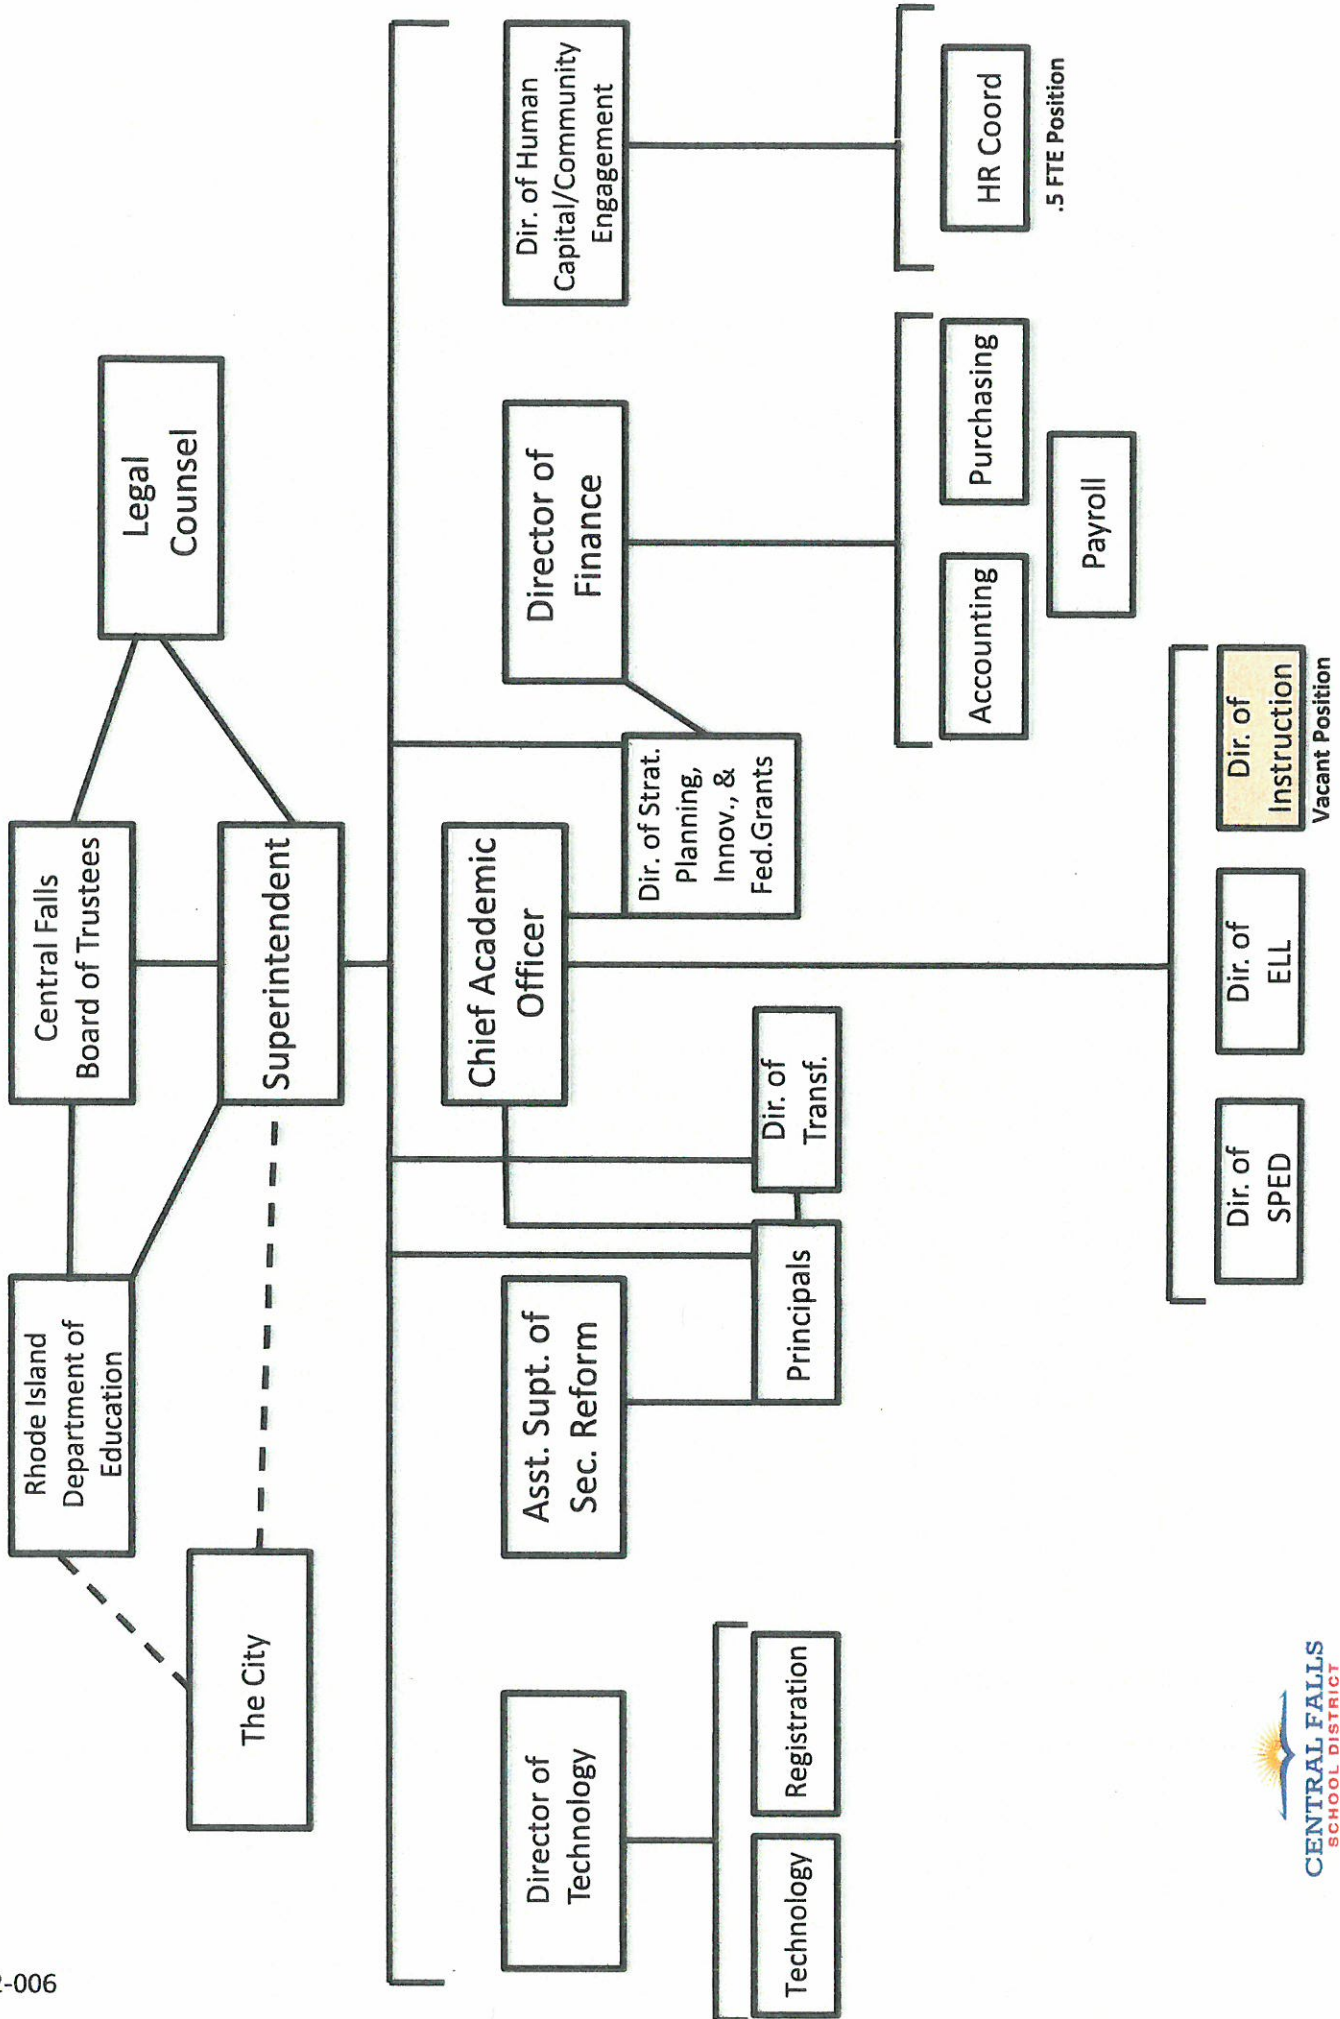 2-006
Rhode Island
Department of
Education
Central Falls
Board of Trustees
Legal
Counsel
The City
Superintendent
Director of
Technology
Asst. Supt. of
Sec. Reform
Chief Academic
Officer
Director of
Finance
Dir. of Human
Capital/Community
Engagement
Dir. of Strat.
Planning,
Innov., &
Fed.Grants
Technology
Registration
Principals
Dir. of
Transf.
Accounting
Purchasing
Payroll
HR Coord
.5 FTE Position
Dir. of
SPED
Dir. of
ELL
Dir. of
Instruction
Vacant Position
CENTRAL FALLS
SCHOOL DISTRICT